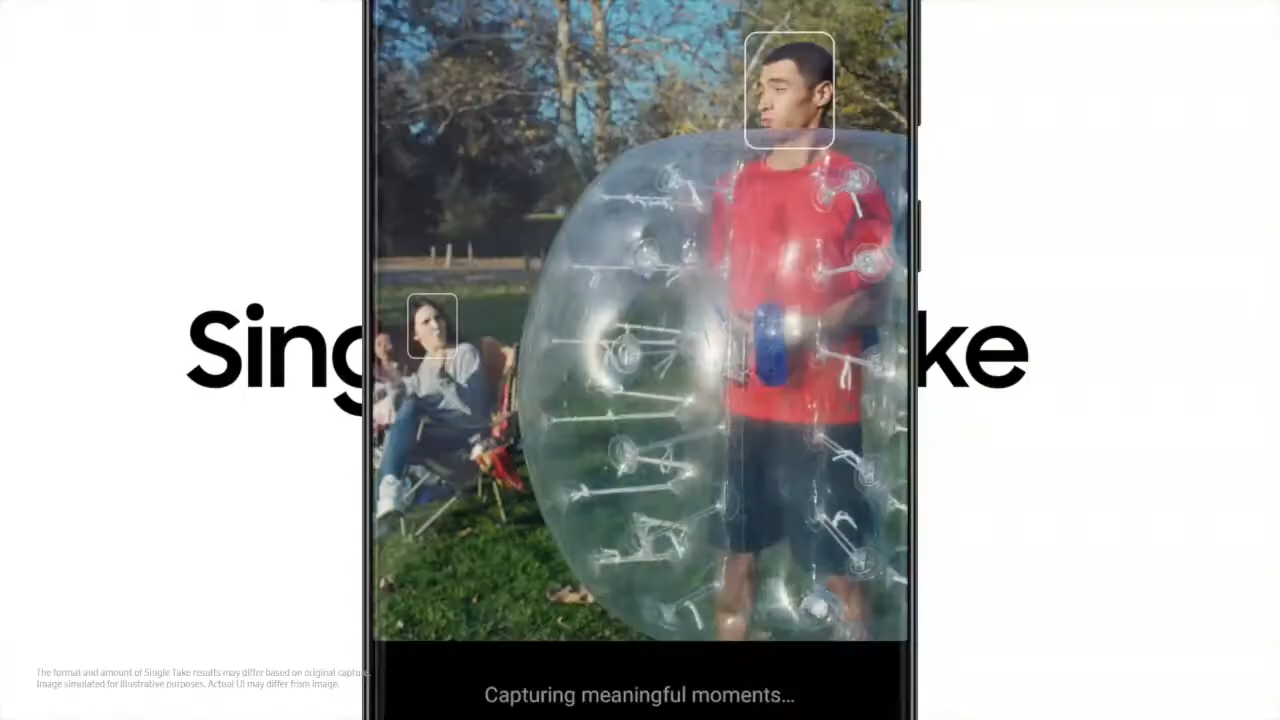 Sing ke
The format and amount of Single Take results may differ based on original capture.
Image simulated for illustrative purposes. Actual UI may differ from image.
Capturing meaningful moments...